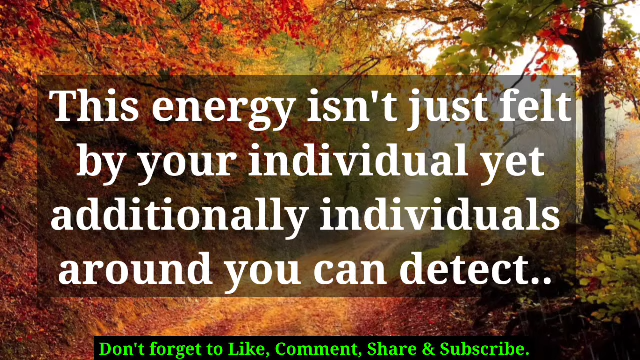 This energy isn't just felt
by your individual yet
additionally individuals
around you can detect..
Don't forget to Like, Comment, Share & Subscribe.